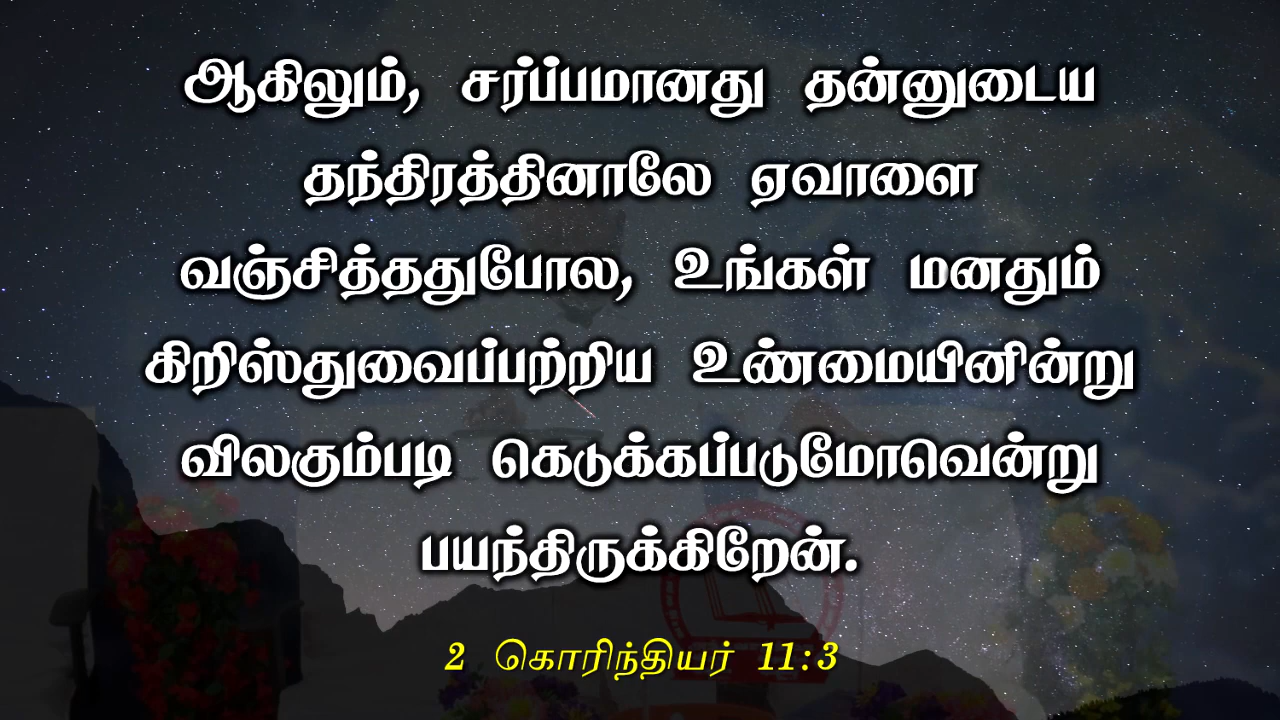 ஆகிலும், சர்ப்பமானது தன்னுடைய
தந்திரத்தினாலே ஏவாளை
வஞ்சித்ததுபோல, உங்கள் மனதும்
கிறிஸ்துவைப்பற்றிய உண்மையினின்று
விலகும்படி கெடுக்கப்படுமோவென்று
பயந்திருக்கிறேன்.
2 கொரிந்தியர் 11:3